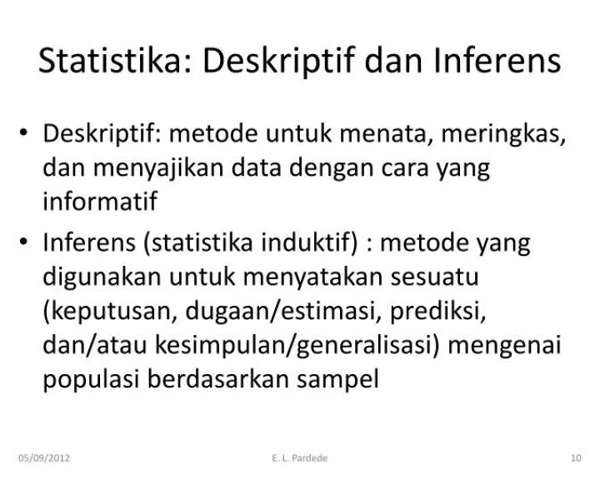 Statistika: Deskriptif dan Inferens
• Deskriptif: metode untuk menata, meringkas,
dan menyajikan data dengan cara yang
informatif
• Inferens (statistika induktif) : metode yang
digunakan untuk menyatakan sesuatu
(keputusan, dugaan/estimasi, prediksi,
dan/atau kesimpulan/generalisasi) mengenai
populasi berdasarkan sampel
05/09/2012 E. L. Pardede 10